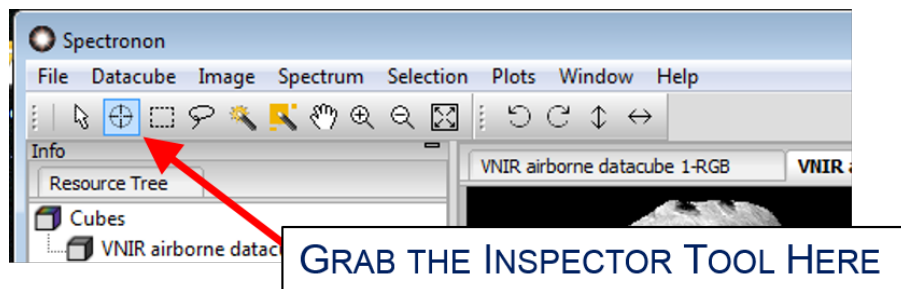 Spectronon
File Datacube Image Spectrum Selection Plots Window Help
Info
Resource Tree
VNIR airborne datacube 1-RGB
VNIR
Cubes
VNIR airborne
GRAB THE INSPECTOR TOOL HERE